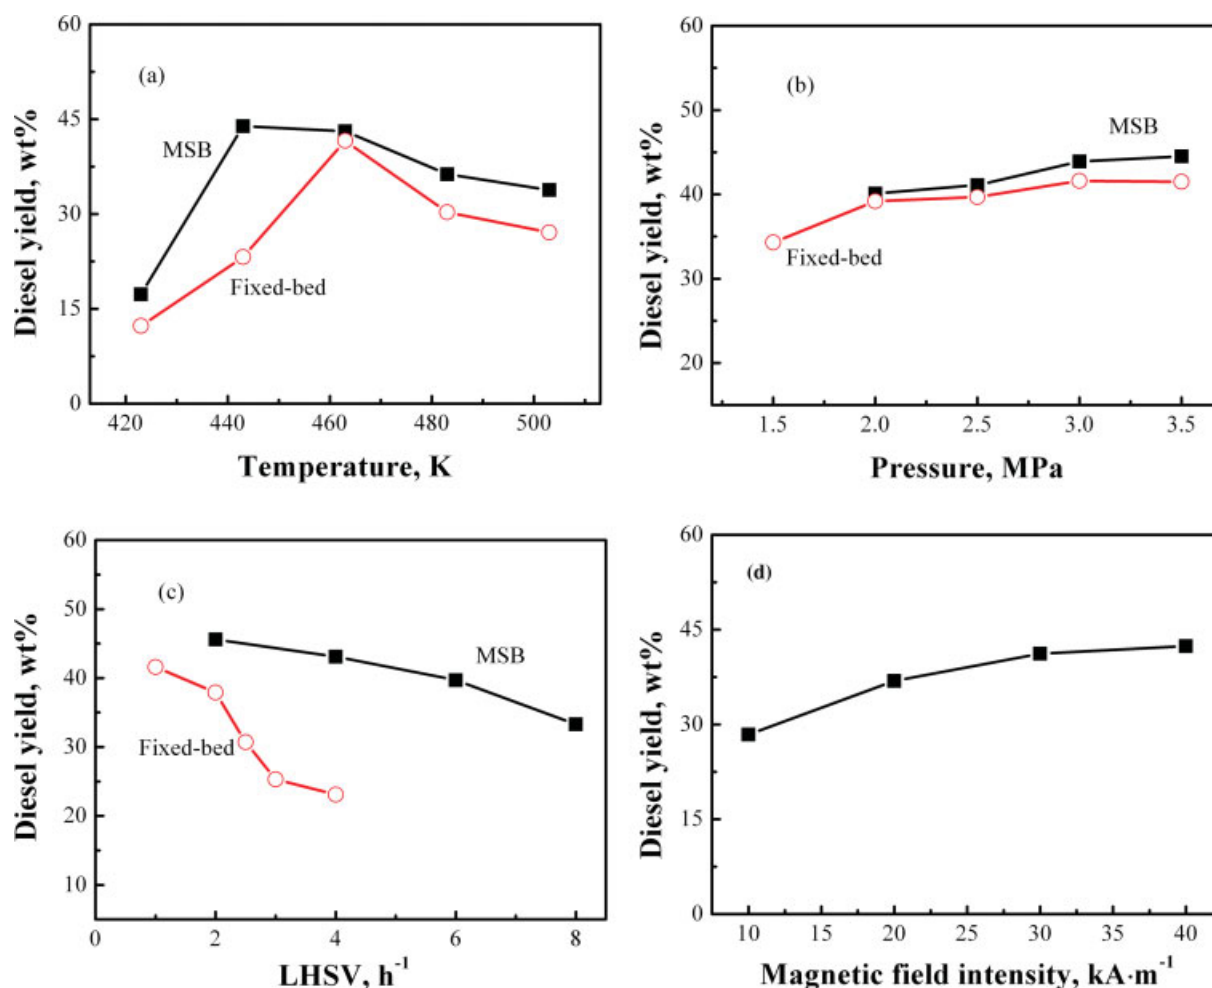 60
45
30
15
0
Diesel yield, wt%
(a)
MSB
Fixed-bed
420 440 460 480 500
Temperature, K
60
50
40
30
20
Diesel yield, wt%
(b)
MSB
Fixed-bed
1.5 2.0 2.5 3.0 3.5
Pressure, MPa
60
50
40
30
20
10
Diesel yield, wt%
(c)
MSB
Fixed-bed
0 2 4 6 8
LHSV, h⁻¹
60
45
30
15
0
Diesel yield, wt%
(d)
10 15 20 25 30 35 40
Magnetic field intensity, kA·m⁻¹